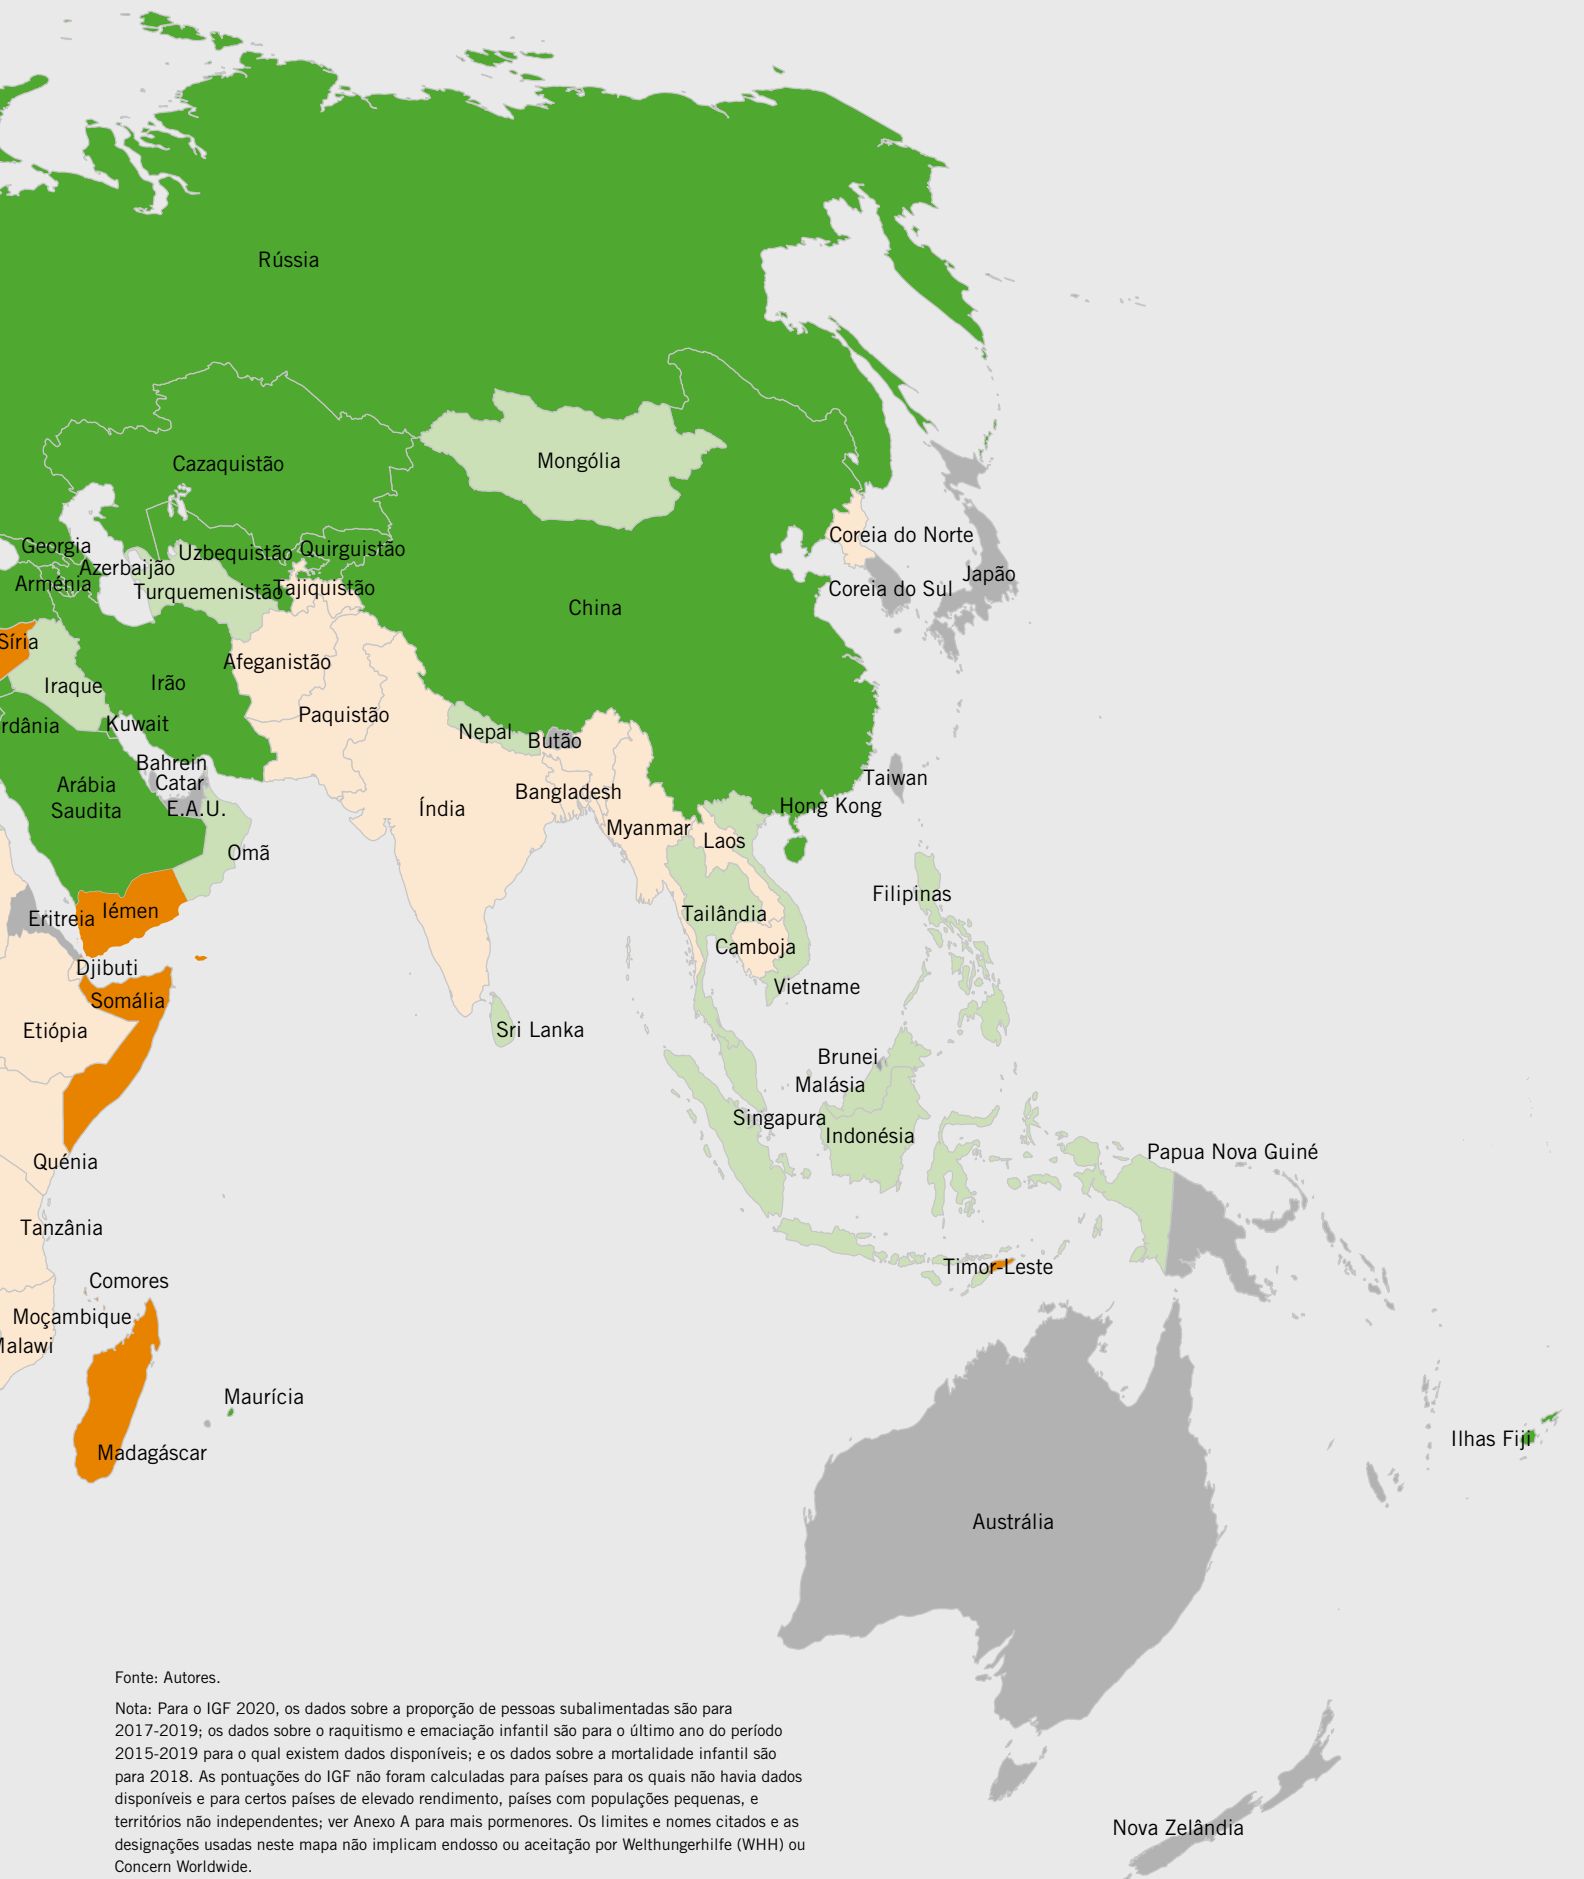 Rússia
Mongólia
Cazaquistão
Coreia do Norte
Georgia
Uzbequistão
Quirguistão
Azerbaijão
Japão
Arménia
Turquemenistão
Tajiquistão
Coreia do Sul
China
Síria
Afeganistão
Iraque
Irão
Paquistão
rdânia
Kuwait
Nepal
Butão
Bahrein
Taiwan
Catar
Arábia
Saudita
Bangladesh
E.A.U.
Índia
Hong Kong
Myanmar
Laos
Omã
Filipinas
Iémen
Eritreia
Tailândia
Camboja
Djibuti
Vietname
Somália
Etiópia
Sri Lanka
Brunei
Malásia
Singapura
Indonésia
Papua Nova Guiné
Quénia
Tanzânia
Timor-Leste
Comores
Moçambique
Malawi
Maurícia
Ilhas Fiji
Madagáscar
Austrália
Fonte: Autores.
Nota: Para o IGF 2020, os dados sobre a proporção de pessoas subalimentadas são para
2017-2019; os dados sobre o raquitismo e emaciação infantil são para o último ano do período
2015-2019 para o qual existem dados disponíveis; e os dados sobre a mortalidade infantil são
para 2018. As pontuações do IGF não foram calculadas para países para os quais não havia dados
disponíveis e para certos países de elevado rendimento, países com populações pequenas, e
territórios não independentes; ver Anexo A para mais pormenores. Os limites e nomes citados e as
designações usadas neste mapa não implicam endosso ou aceitação por Welthungerhilfe (WHH) ou
Concern Worldwide.
Nova Zelândia